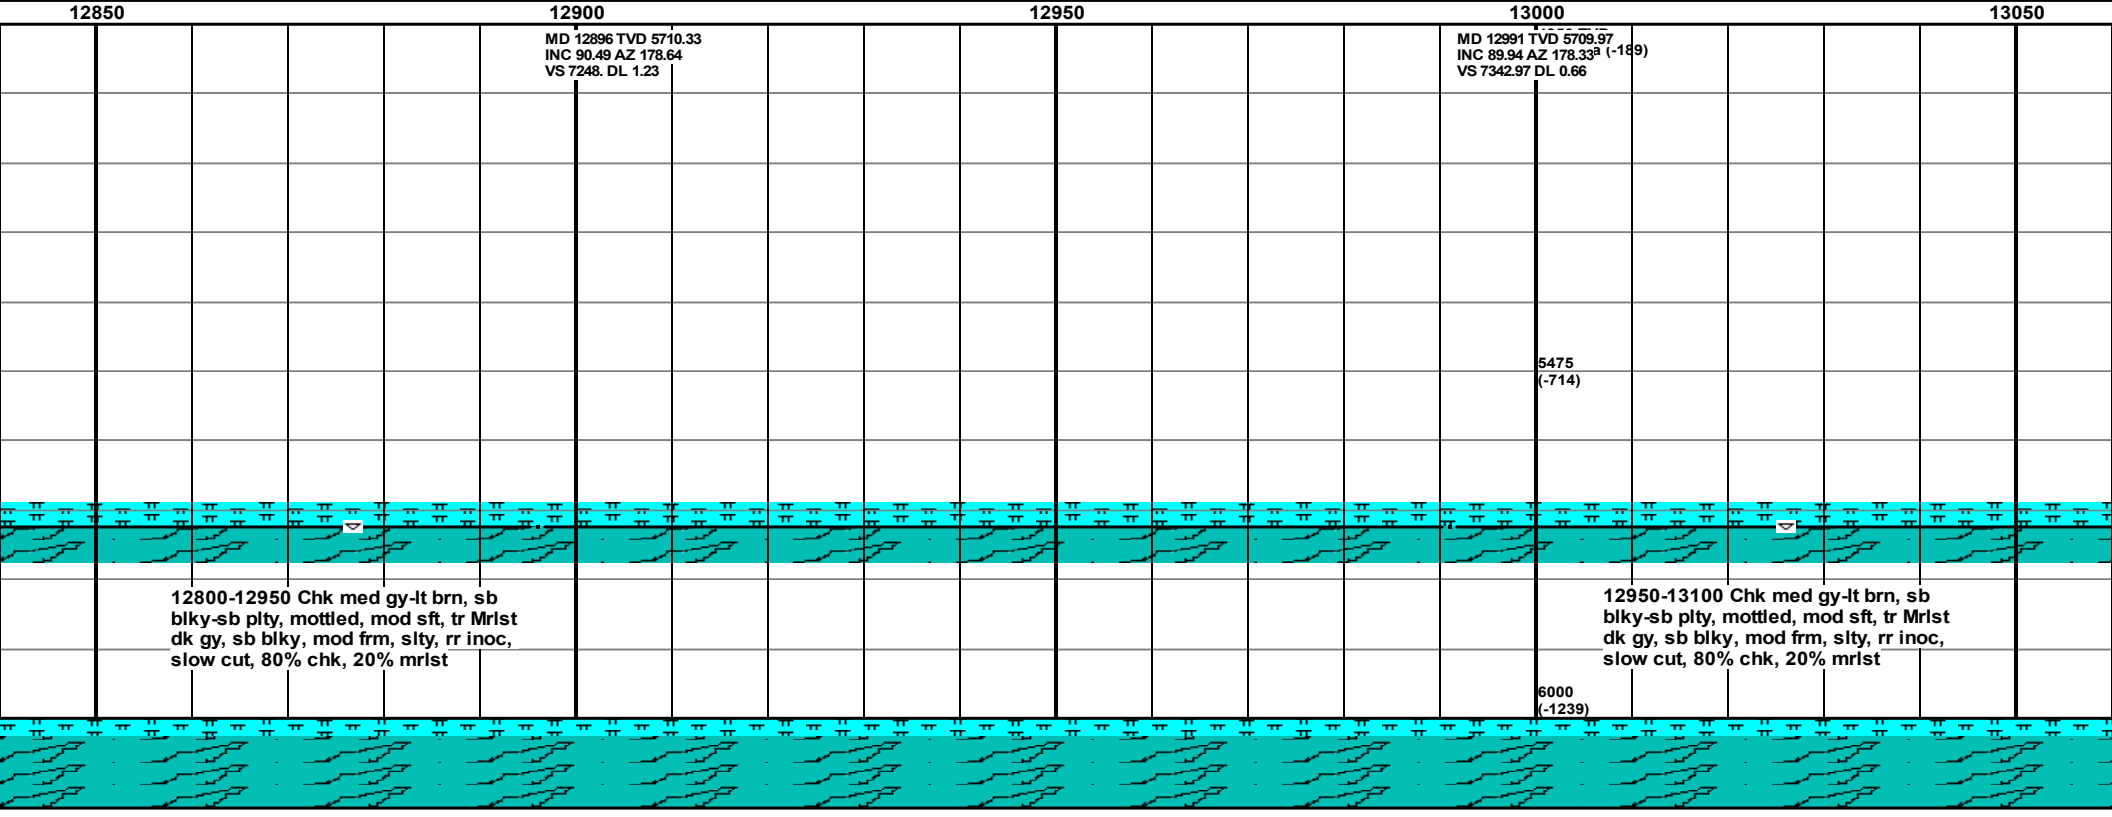 12850 12900 12950 13000 13050
MD 12896 TVD 5710.33
INC 90.49 AZ 178.64
VS 7248. DL 1.23
MD 12991 TVD 5709.97
INC 89.94 AZ 178.33
VS 7342.97 DL 0.66
(-189)
5475
(-714)
12800-12950 Chk med gy-lt brn, sb
blky-sb plty, mottled, mod sft, tr Mrlst
dk gy, sb blky, mod frm, slty, rr inoc,
slow cut, 80% chk, 20% mrlst
12950-13100 Chk med gy-lt brn, sb
blky-sb plty, mottled, mod sft, tr Mrlst
dk gy, sb blky, mod frm, slty, rr inoc,
slow cut, 80% chk, 20% mrlst
6000
(-1239)